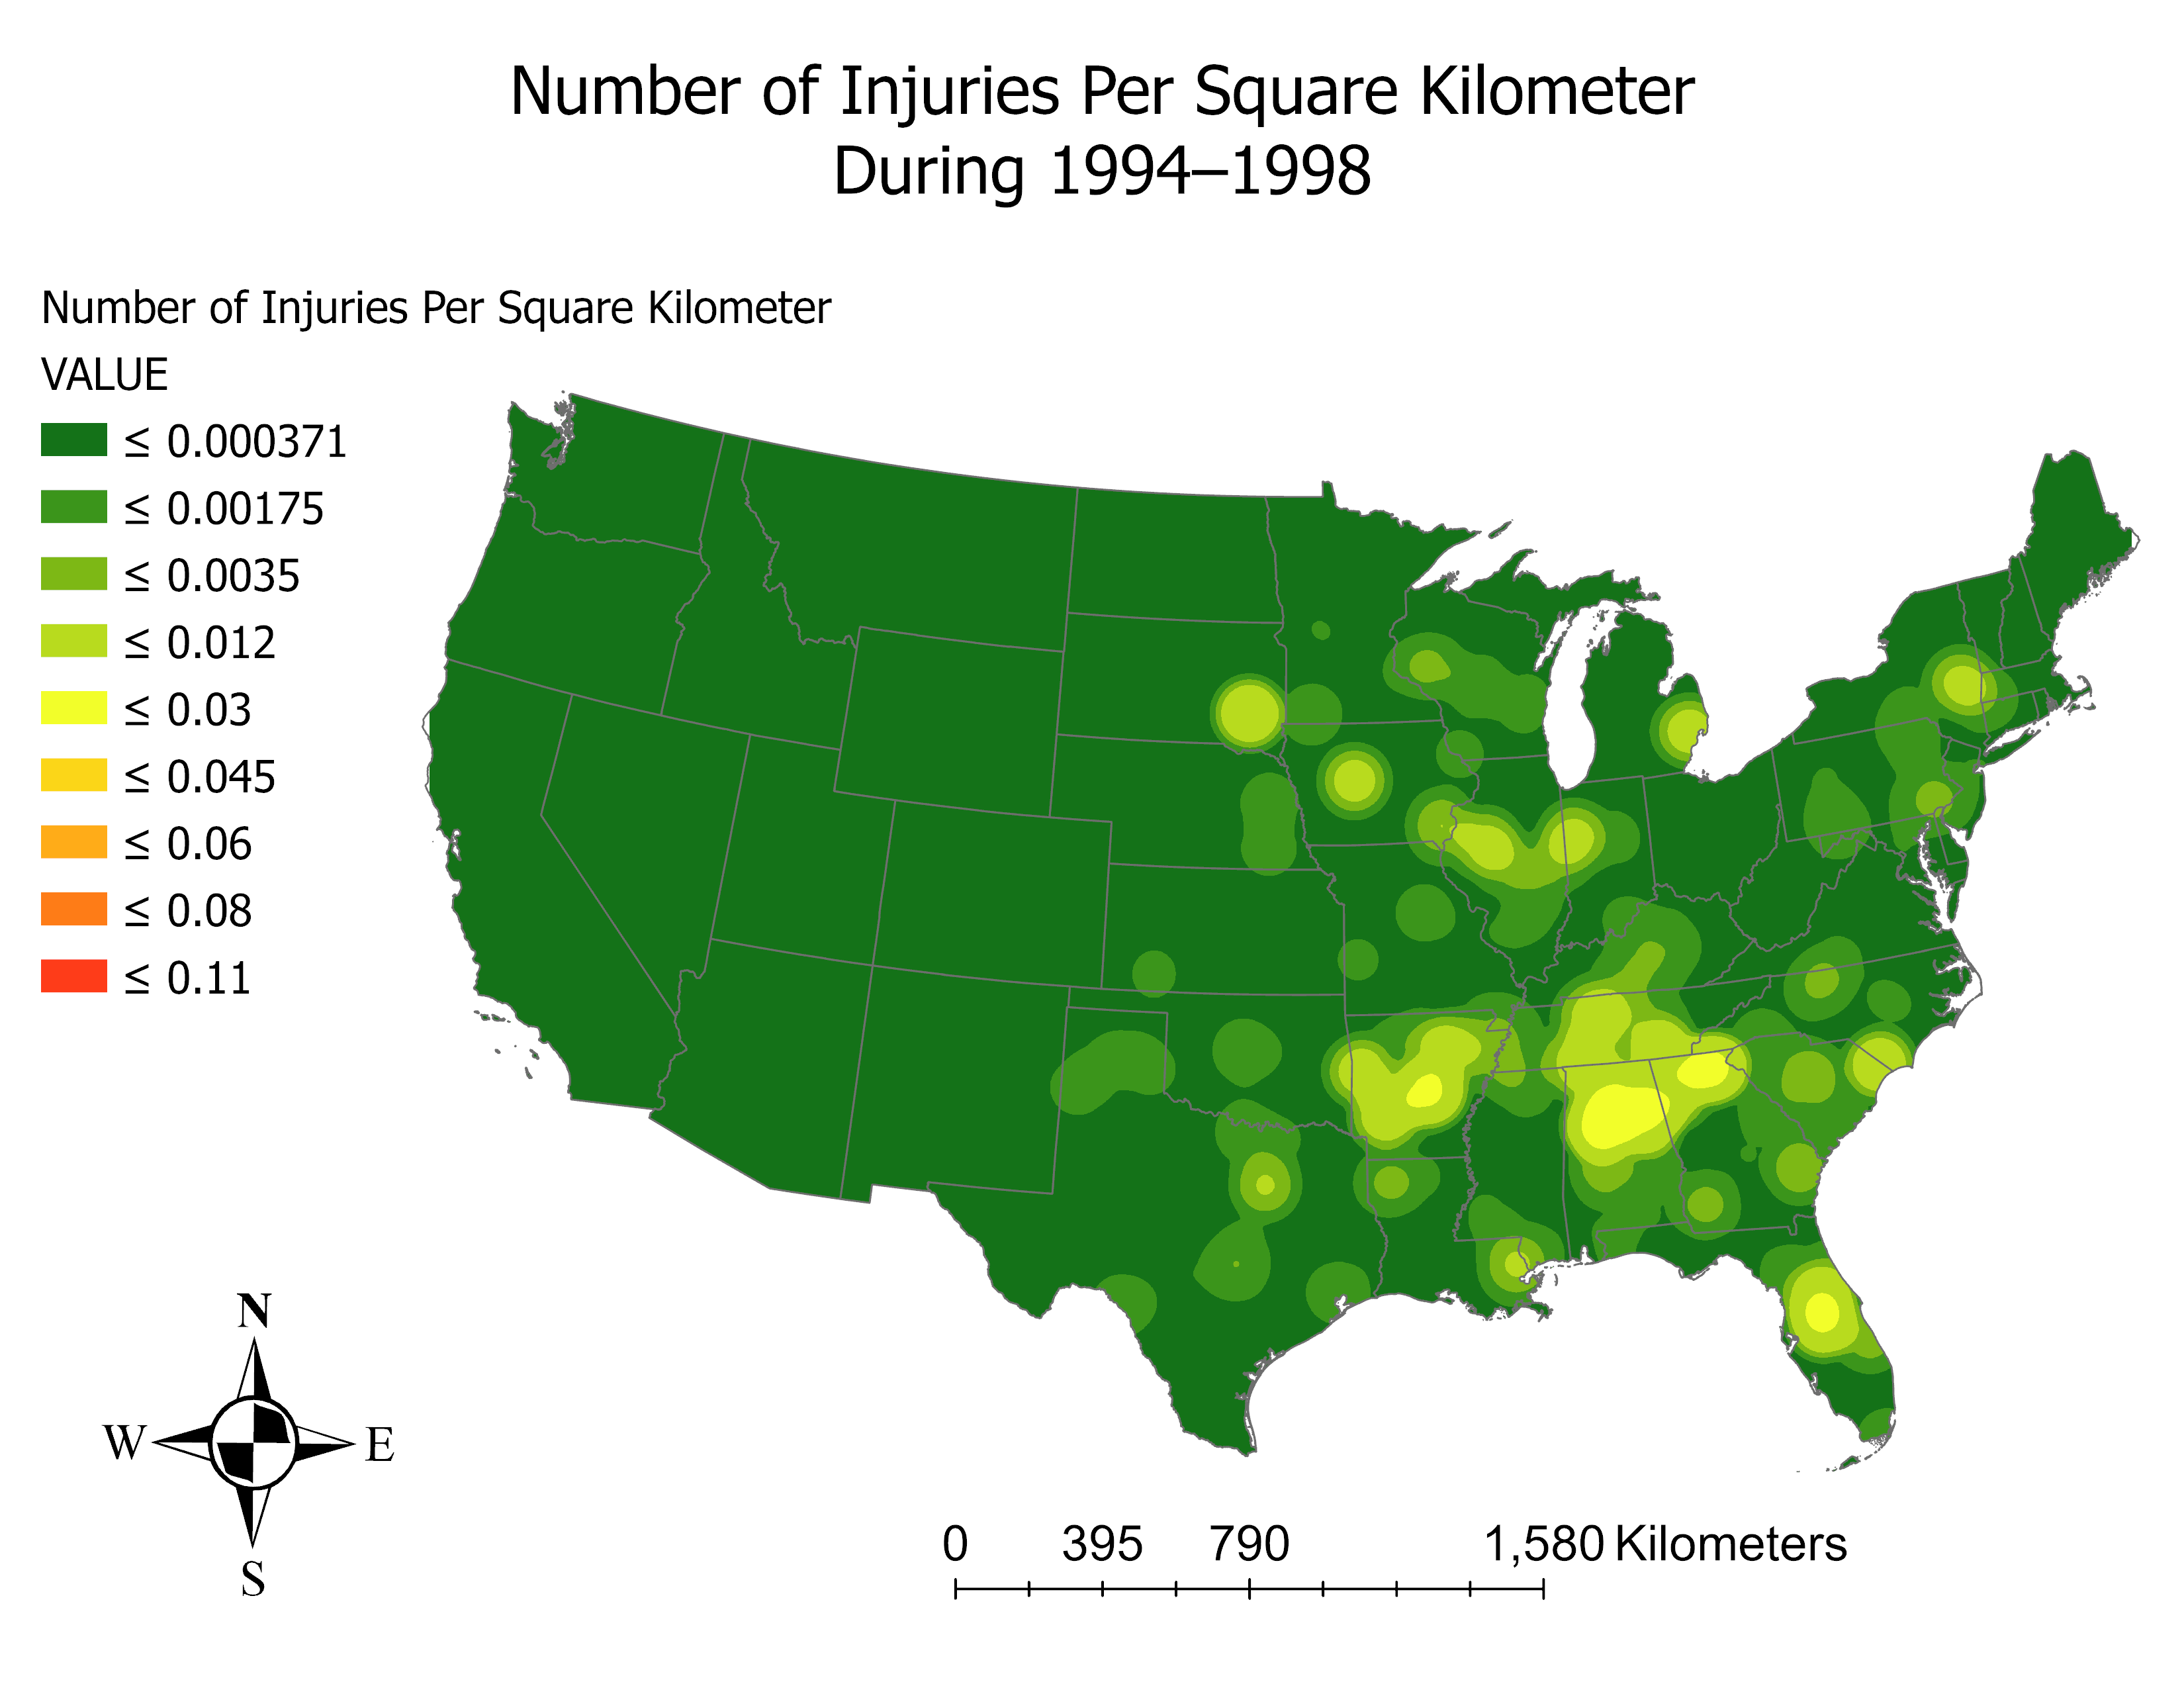 Number of Injuries Per Square Kilometer
During 1994–1998
Number of Injuries Per Square Kilometer
VALUE
≤ 0.000371
≤ 0.00175
≤ 0.0035
≤ 0.012
≤ 0.03
≤ 0.045
≤ 0.06
≤ 0.08
≤ 0.11
N
W E
S
0 395 790 1,580 Kilometers